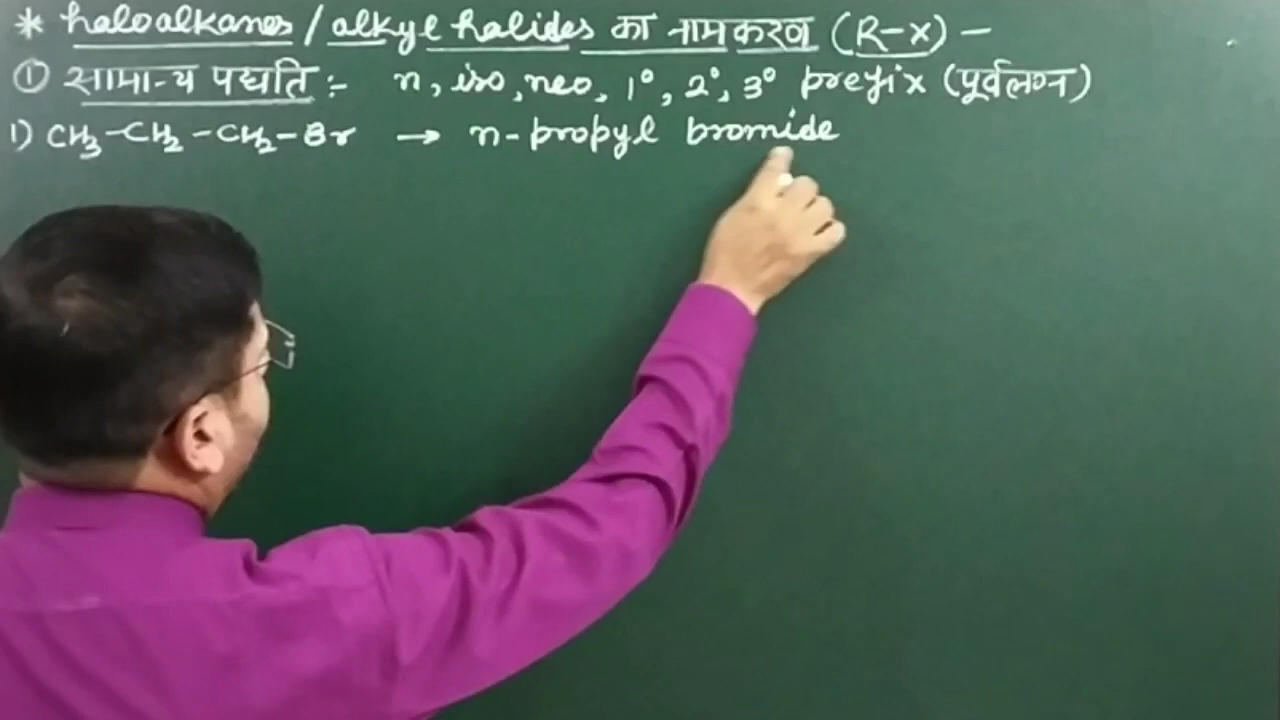 * haloalkanes / alkyl halides का नामकरण (R-X) -
① सामान्य पद्यति :- n, iso, neo, 1°, 2°, 3° prefix (पूर्वलग्न)
1) CH₃-CH₂-CH₂-Br → n-propyl bromide